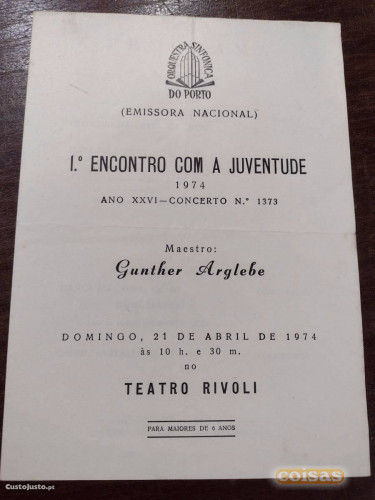 ORQUESTRA SINFÓNICA
DO PORTO
(EMISSORA NACIONAL)
I.º ENCONTRO COM A JUVENTUDE
1974
ANO XXVI — CONCERTO N.º 1373
Maestro:
Gunther Arglebe
DOMINGO, 21 DE ABRIL DE 1974
às 10 h. e 30 m.
no
TEATRO RIVOLI
PARA MAIORES DE 6 ANOS
CustoJusto.pt
coisas